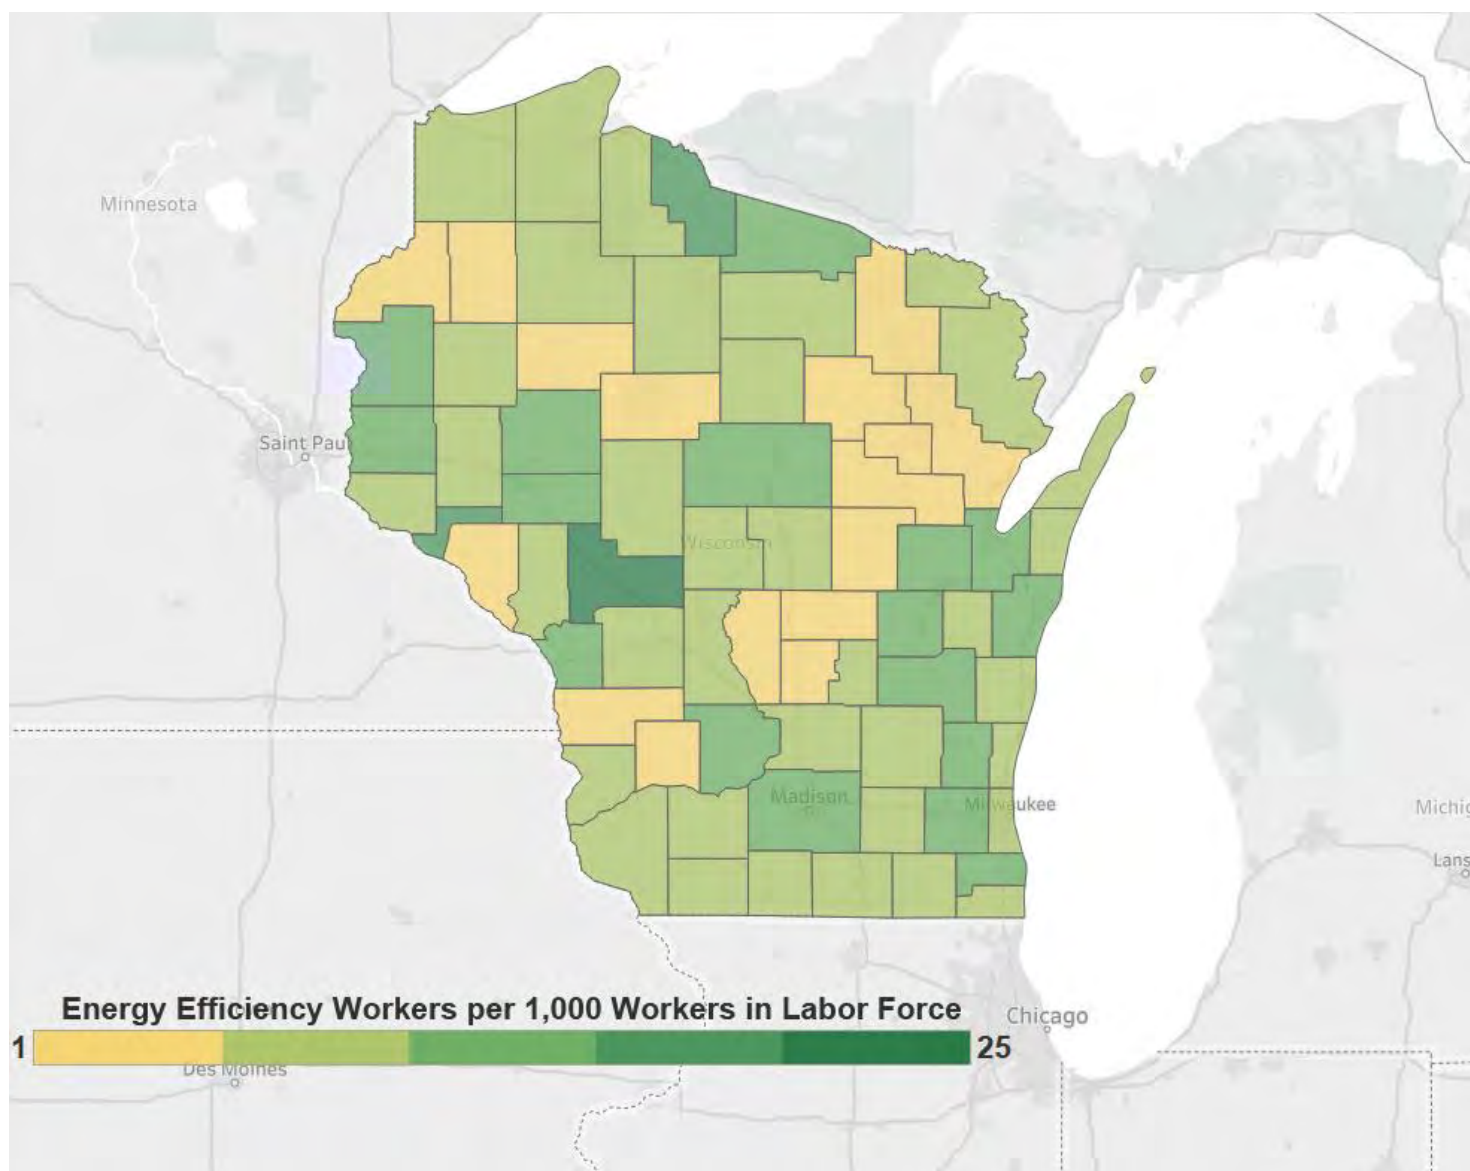 Minnesota
Saint Pau
Wisconsin
Madison
Milwaukee
Michig
Lans
Energy Efficiency Workers per 1,000 Workers in Labor Force
Chicago
1
25
Des Moines